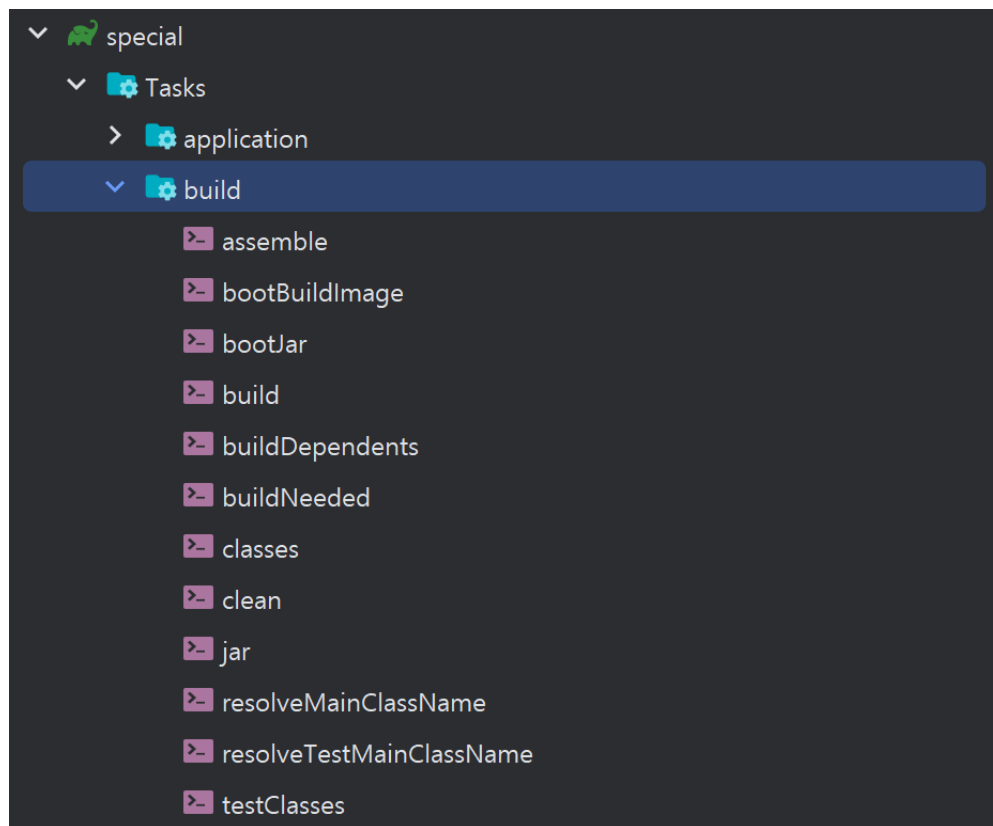 special
Tasks
application
build
assemble
bootBuildImage
bootJar
build
buildDependents
buildNeeded
classes
clean
jar
resolveMainClassName
resolveTestMainClassName
testClasses